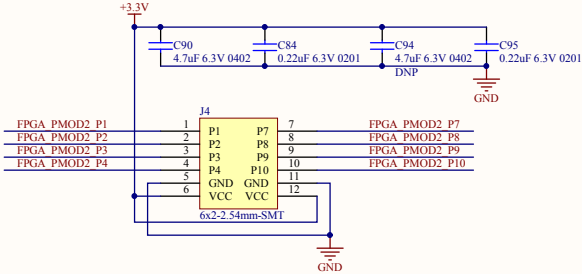 +3.3V
C90
4.7uF 6.3V 0402
C84
0.22uF 6.3V 0201
C94
4.7uF 6.3V 0402
DNP
C95
0.22uF 6.3V 0201
GND
J4
FPGA_PMOD2_P1 1 P1 P7 7 FPGA_PMOD2_P7
FPGA_PMOD2_P2 2 P2 P8 8 FPGA_PMOD2_P8
FPGA_PMOD2_P3 3 P3 P9 9 FPGA_PMOD2_P9
FPGA_PMOD2_P4 4 P4 P10 10 FPGA_PMOD2_P10
5 GND GND 11
6 VCC VCC 12
6x2-2.54mm-SMT
GND